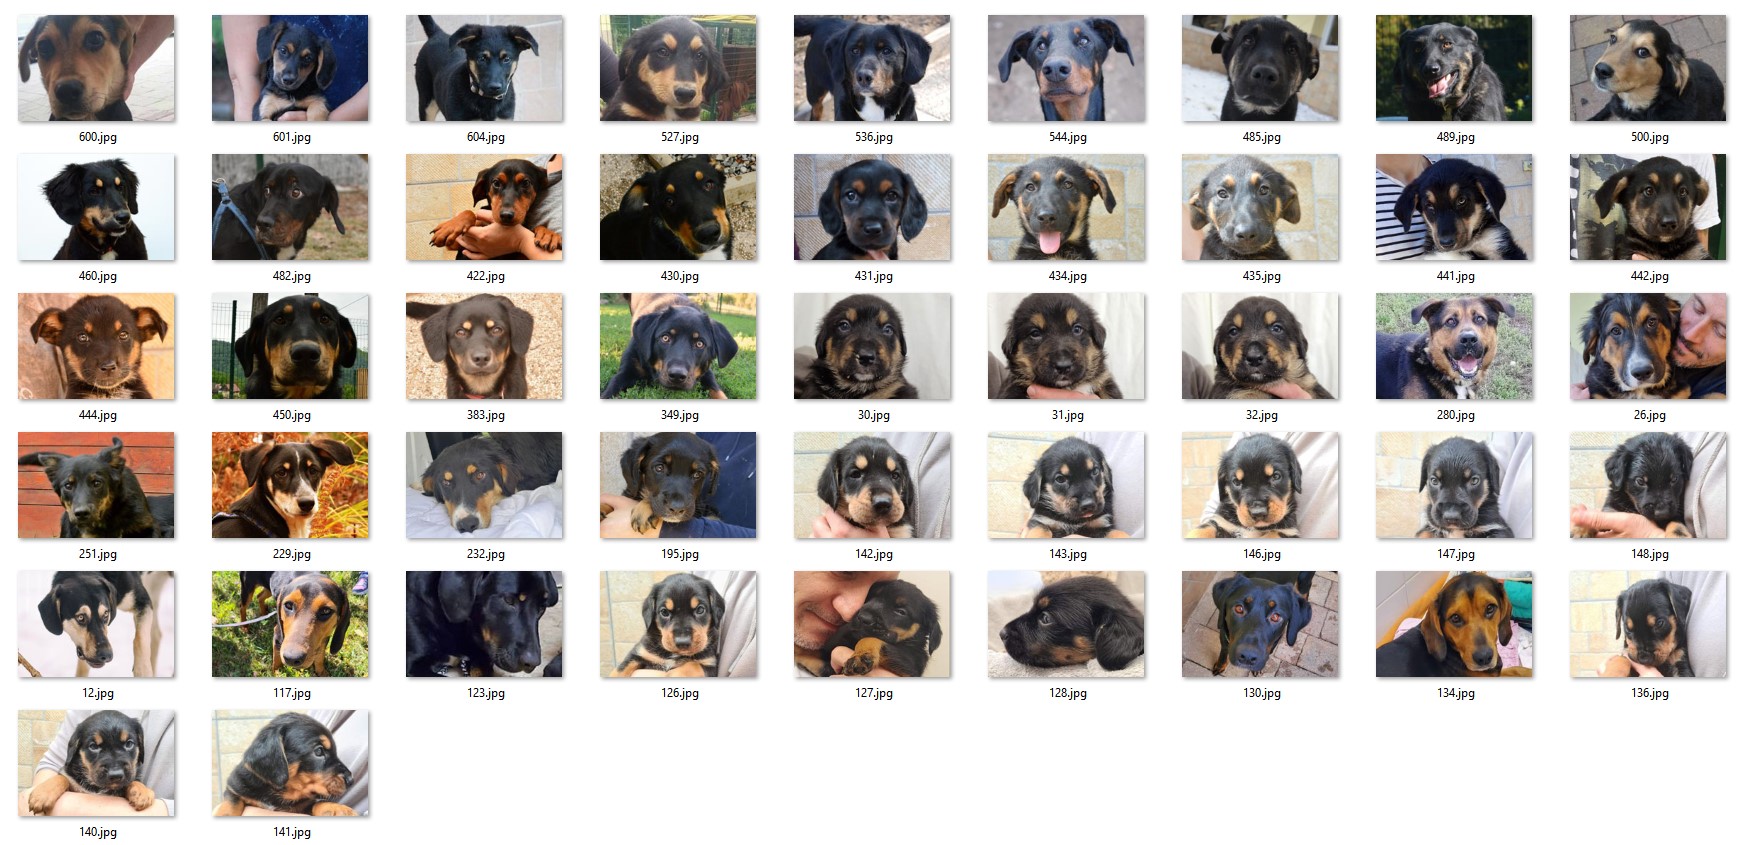 600.jpg 601.jpg 604.jpg 527.jpg 536.jpg 544.jpg 485.jpg 489.jpg 500.jpg
460.jpg 482.jpg 422.jpg 430.jpg 431.jpg 434.jpg 435.jpg 441.jpg 442.jpg
444.jpg 450.jpg 383.jpg 349.jpg 30.jpg 31.jpg 32.jpg 280.jpg 26.jpg
251.jpg 229.jpg 232.jpg 195.jpg 142.jpg 143.jpg 146.jpg 147.jpg 148.jpg
12.jpg 117.jpg 123.jpg 126.jpg 127.jpg 128.jpg 130.jpg 134.jpg 136.jpg
140.jpg 141.jpg